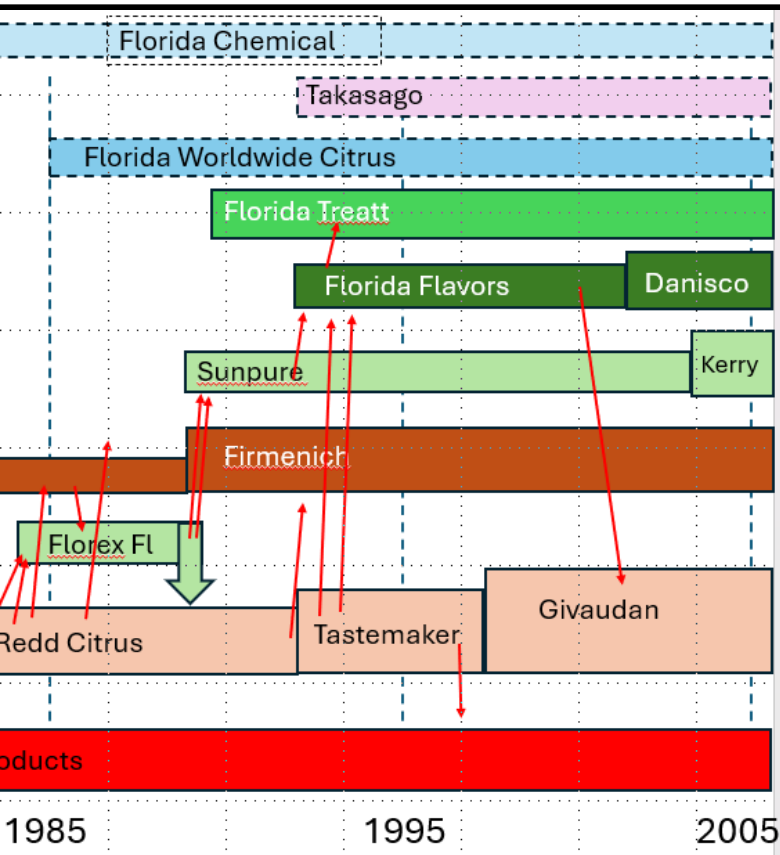 Florida Chemical
Takasago
Florida Worldwide Citrus
Florida Treatt
Florida Flavors
Danisco
Sunpure
Kerry
Firmenich
Florex Fl
Givaudan
Redd Citrus
Tastemaker
oducts
1985
1995
2005